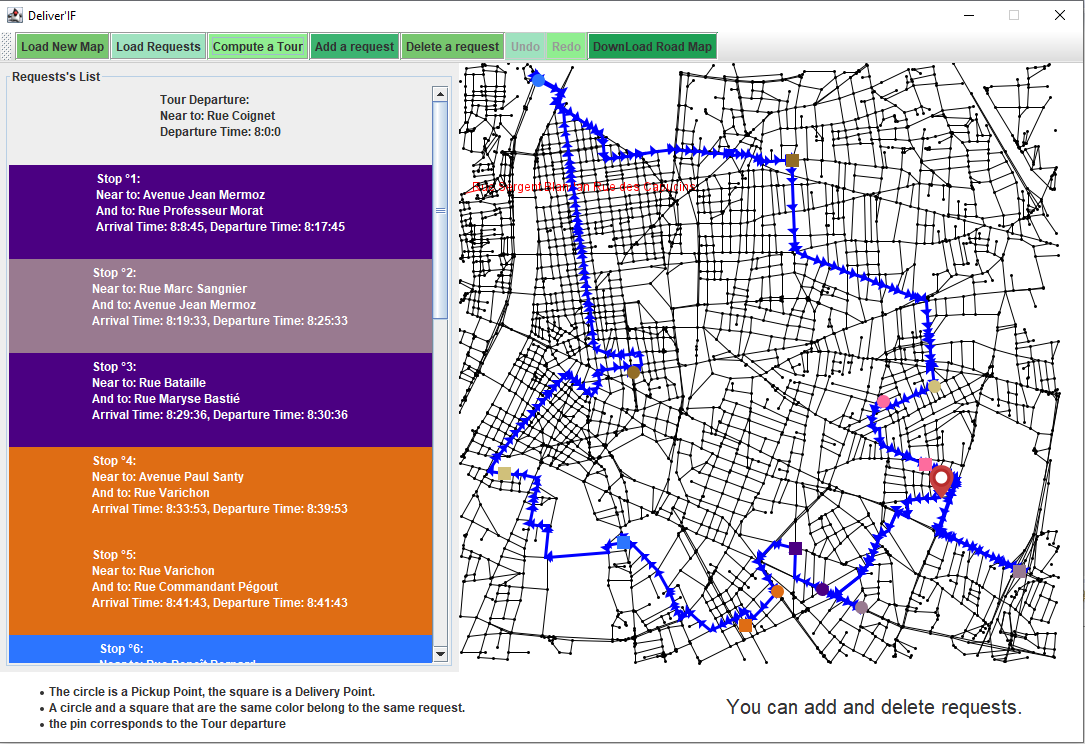 Deliver'IF
Load New Map Load Requests Compute a Tour Add a request Delete a request Undo Redo DownLoad Road Map
Requests's List
Tour Departure:
Near to: Rue Coignet
Departure Time: 8:0:0
Stop °1:
Near to: Avenue Jean Mermoz
And to: Rue Professeur Morat
Arrival Time: 8:8:45, Departure Time: 8:17:45
Stop °2:
Near to: Rue Marc Sangnier
And to: Avenue Jean Mermoz
Arrival Time: 8:19:33, Departure Time: 8:25:33
Stop °3:
Near to: Rue Bataille
And to: Rue Maryse Bastié
Arrival Time: 8:29:36, Departure Time: 8:30:36
Stop °4:
Near to: Avenue Paul Santy
And to: Rue Varichon
Arrival Time: 8:33:53, Departure Time: 8:39:53
Stop °5:
Near to: Rue Varichon
And to: Rue Commandant Pégout
Arrival Time: 8:41:43, Departure Time: 8:41:43
Stop °6:
Near to: Rue Benoît Bernard
Sergent Blandan Rue des Capucins
The circle is a Pickup Point, the square is a Delivery Point.
A circle and a square that are the same color belong to the same request.
the pin corresponds to the Tour departure
You can add and delete requests.